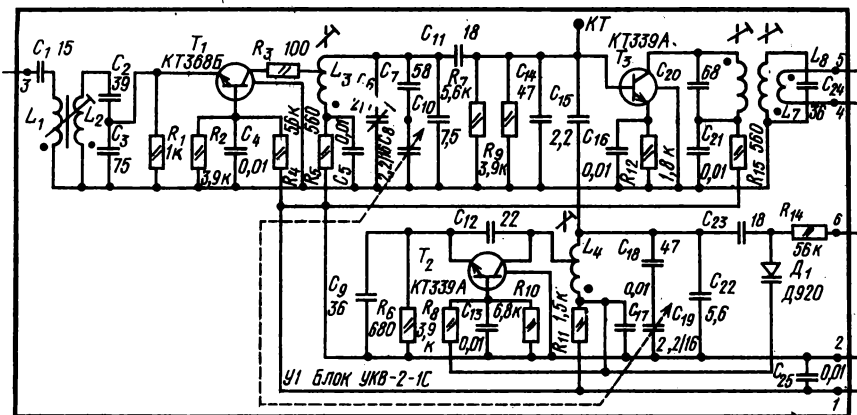 C1 15
3
L1
L2
C2
39
C3
75
R1
1к
T1
КТ368Б
R2
3,9к
C4
0,01
R3 100
R4
56к
R5
560
0,01
C5
L3
C6
C7
58
C8
2,2/16
C10
7,5
C11
18
R7
5,6к
R9
3,9к
C14
47
C15
2,2
КТ
КТ339А
T3
C16
0,01
R12
1,8к
C20
68
C21
0,01
R15
560
L8
L7
C24
36
5
4
C9
36
R6
680
R8
3,9
к
T2
КТ339А
C12 22
C13
0,01
R10
6,8к
R11
1,5к
L4
C18
47
0,01
C17
C19
2,2/16
C22
5,6
C23
18
R14
56к
6
Д1
Д920
2
C25
0,01
1
У1 БЛОК УКВ-2-1С